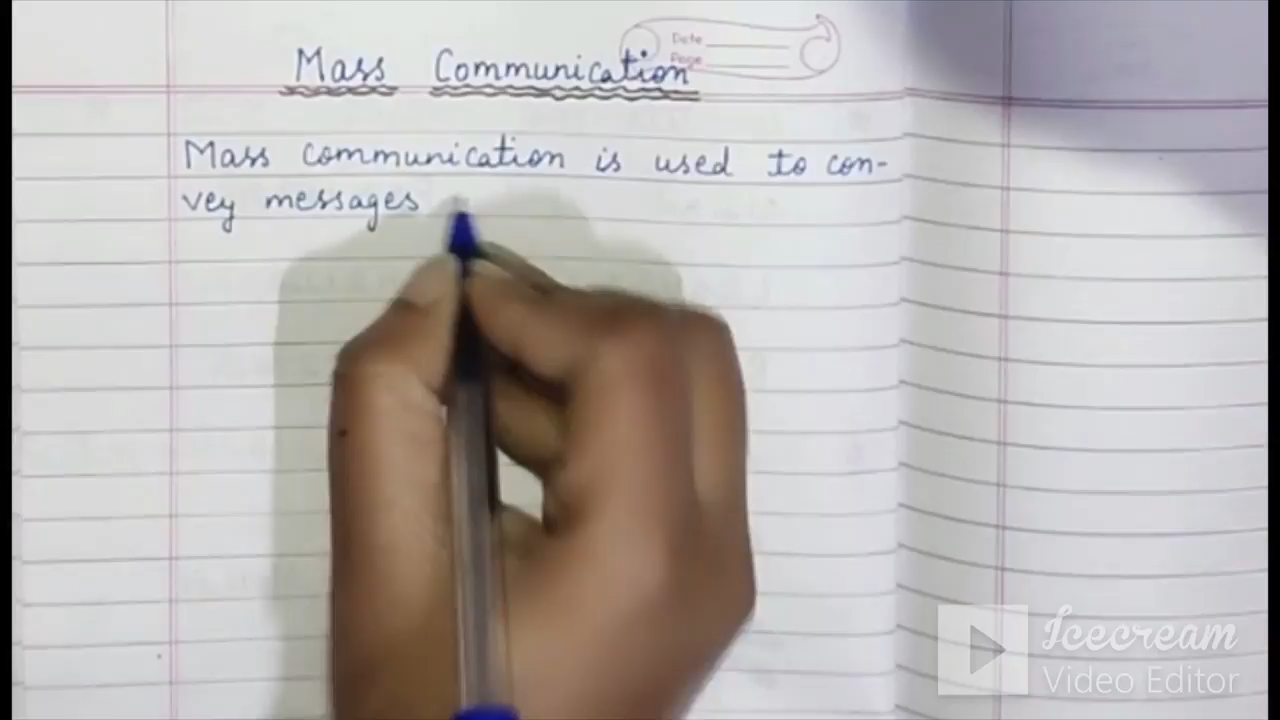 Date
Page
Mass Communication
Mass communication is used to con-
vey messages
Icecream
Video Editor